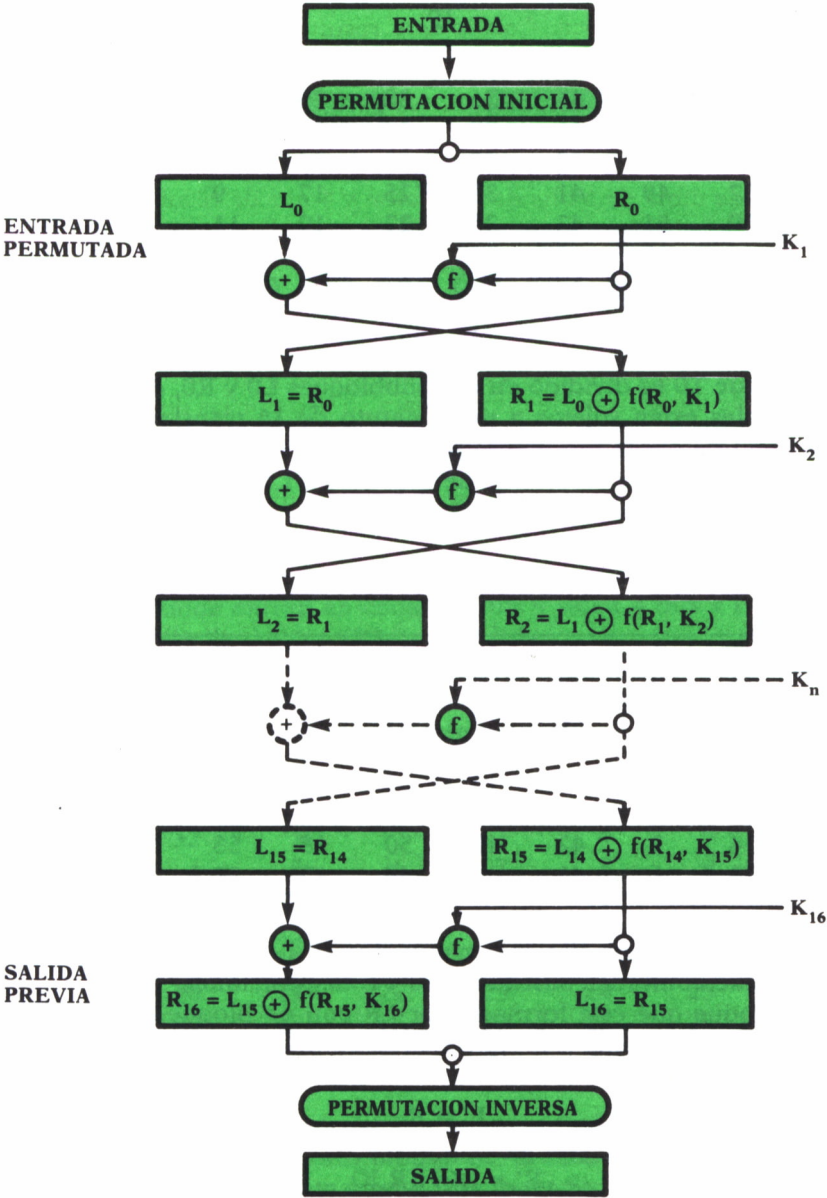 ENTRADA
PERMUTACION INICIAL
L₀
R₀
ENTRADA
PERMUTADA
K₁
+
f
L₁ = R₀
R₁ = L₀ ⊕ f(R₀, K₁)
K₂
+
f
L₂ = R₁
R₂ = L₁ ⊕ f(R₁, K₂)
Kₙ
+
f
L₁₅ = R₁₄
R₁₅ = L₁₄ ⊕ f(R₁₄, K₁₅)
K₁₆
+
f
SALIDA
PREVIA
R₁₆ = L₁₅ ⊕ f(R₁₅, K₁₆)
L₁₆ = R₁₅
PERMUTACION INVERSA
SALIDA